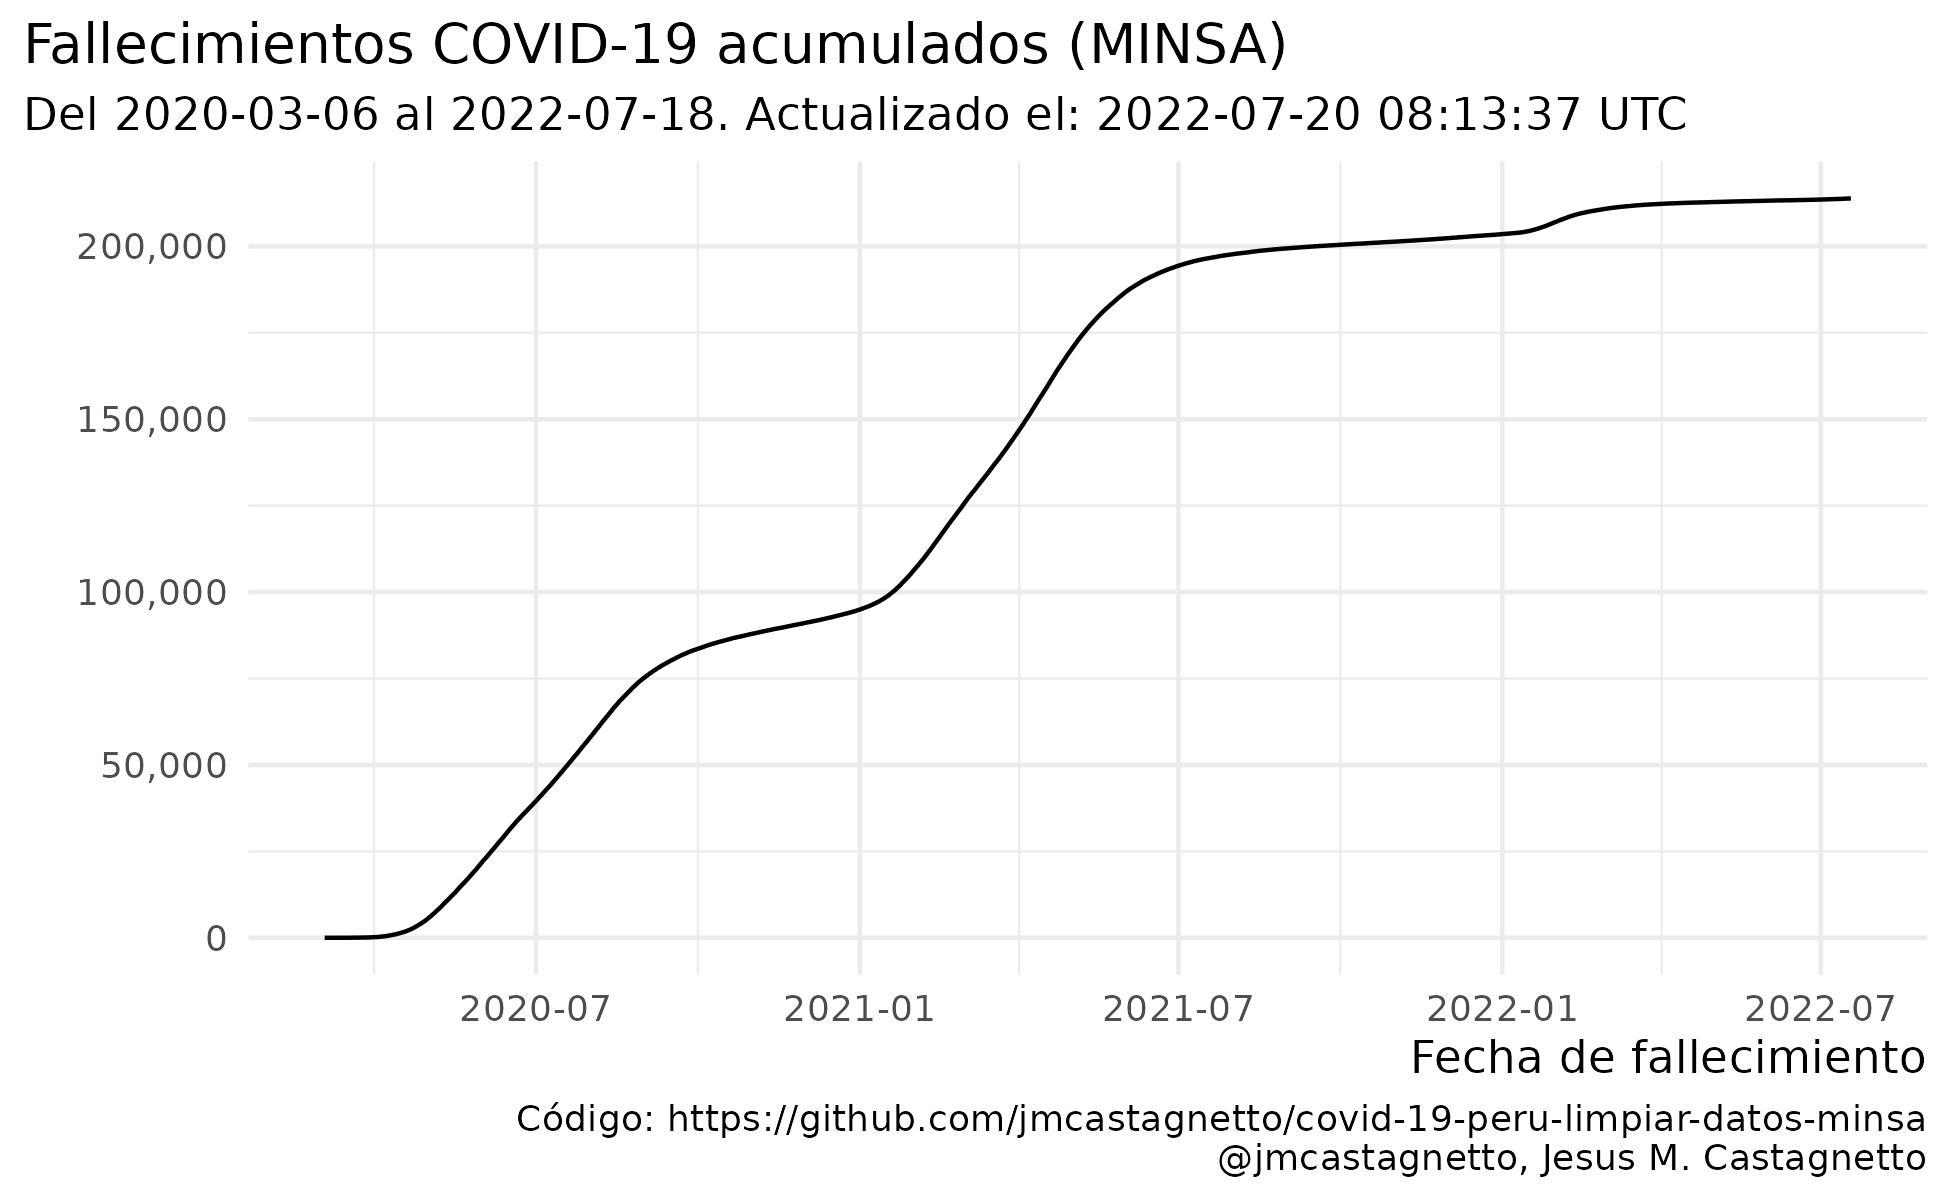 Fallecimientos COVID-19 acumulados (MINSA)
Del 2020-03-06 al 2022-07-18. Actualizado el: 2022-07-20 08:13:37 UTC
200,000
150,000
100,000
50,000
0
2020-07 2021-01 2021-07 2022-01 2022-07
Fecha de fallecimiento
Código: https://github.com/jmcastagnetto/covid-19-peru-limpiar-datos-minsa
@jmcastagnetto, Jesus M. Castagnetto